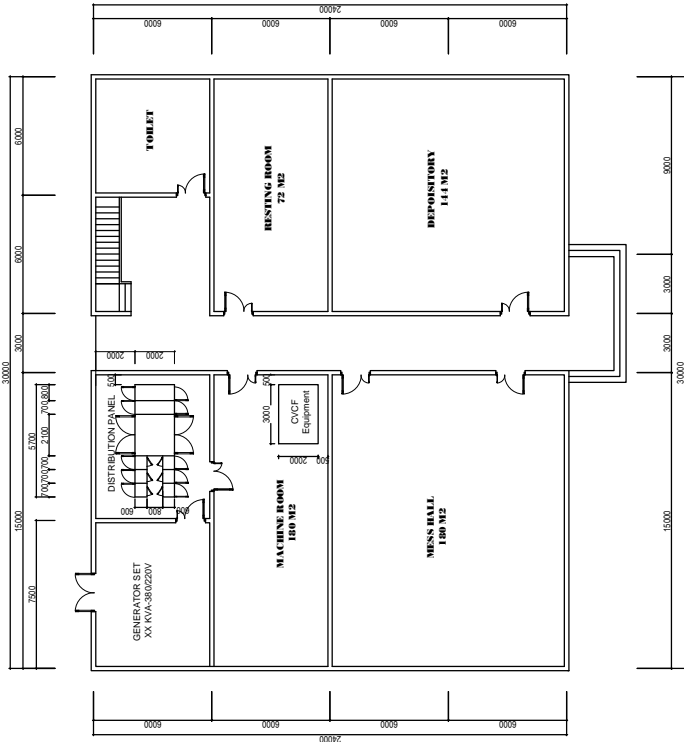 24000
6000
6000
6000
6000
30000
6000
6000
3000
15000
5700
800
700
2100
700
700
700
7500
TOILET
RESTING ROOM
72 M2
DEPOISITORY
144 M2
9000
3000
3000
15000
30000
2000
2000
500
DISTRIBUTION PANEL
600
800
600
500
3000
CVCF
Equipment
2000
500
MACHINE ROOM
180 M2
MESS HALL
180 M2
GENERATOR SET
XX KVA-380/220V
6000
6000
6000
6000
24000